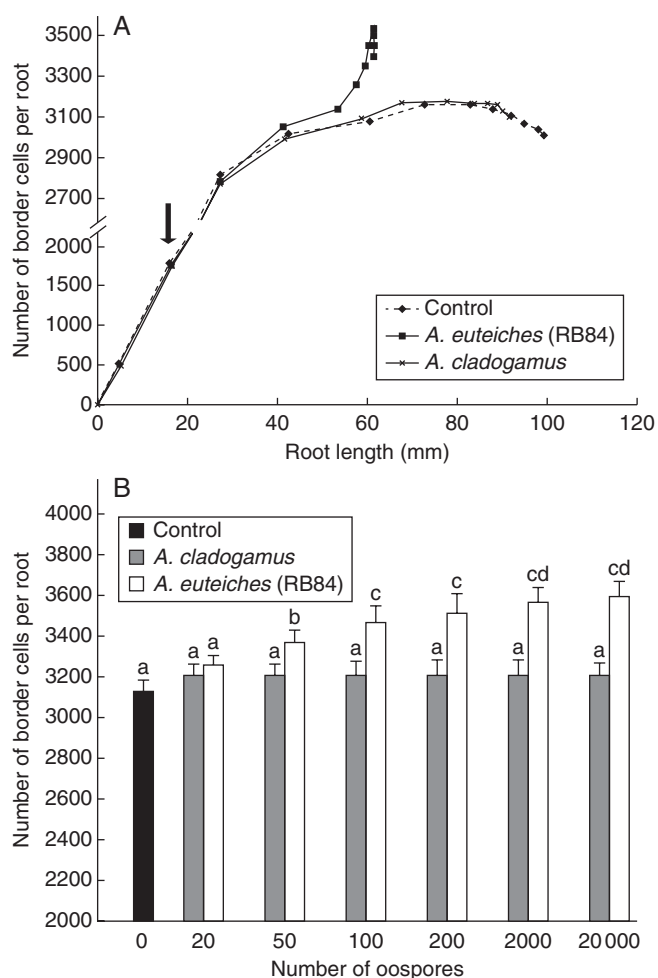 A
3500
3300
3100
2900
2700
2000
1500
1000
500
0
0 20 40 60 80 100 120
Number of border cells per root
Root length (mm)
Control
A. euteiches (RB84)
A. cladogamus
B
4000
3800
3600
3400
3200
3000
2800
2600
2400
2200
2000
Number of border cells per root
Control
A. cladogamus
A. euteiches (RB84)
a a a a b a c a c a cd a cd
0 20 50 100 200 2000 20 000
Number of oospores